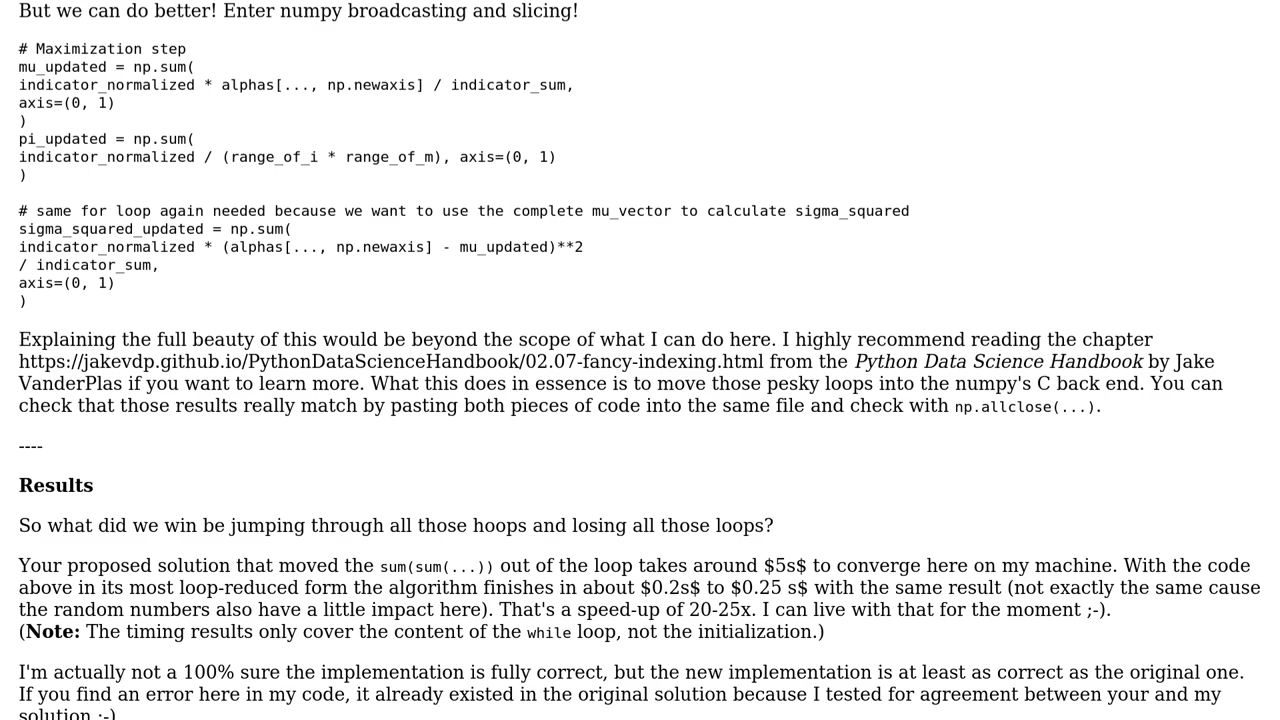 But we can do better! Enter numpy broadcasting and slicing!
# Maximization step
mu_updated = np.sum(
indicator_normalized * alphas[..., np.newaxis] / indicator_sum,
axis=(0, 1)
)
pi_updated = np.sum(
indicator_normalized / (range_of_i * range_of_m), axis=(0, 1)
)
# same for loop again needed because we want to use the complete mu_vector to calculate sigma_squared
sigma_squared_updated = np.sum(
indicator_normalized * (alphas[..., np.newaxis] - mu_updated)**2
/ indicator_sum,
axis=(0, 1)
)
Explaining the full beauty of this would be beyond the scope of what I can do here. I highly recommend reading the chapter
https://jakevdp.github.io/PythonDataScienceHandbook/02.07-fancy-indexing.html from the Python Data Science Handbook by Jake
VanderPlas if you want to learn more. What this does in essence is to move those pesky loops into the numpy's C back end. You can
check that those results really match by pasting both pieces of code into the same file and check with np.allclose(...).
----
Results
So what did we win be jumping through all those hoops and losing all those loops?
Your proposed solution that moved the sum(sum(...)) out of the loop takes around $5s$ to converge here on my machine. With the code
above in its most loop-reduced form the algorithm finishes in about $0.2s$ to $0.25 s$ with the same result (not exactly the same cause
the random numbers also have a little impact here). That's a speed-up of 20-25x. I can live with that for the moment ;-).
(Note: The timing results only cover the content of the while loop, not the initialization.)
I'm actually not a 100% sure the implementation is fully correct, but the new implementation is at least as correct as the original one.
If you find an error here in my code, it already existed in the original solution because I tested for agreement between your and my
solution ;-)